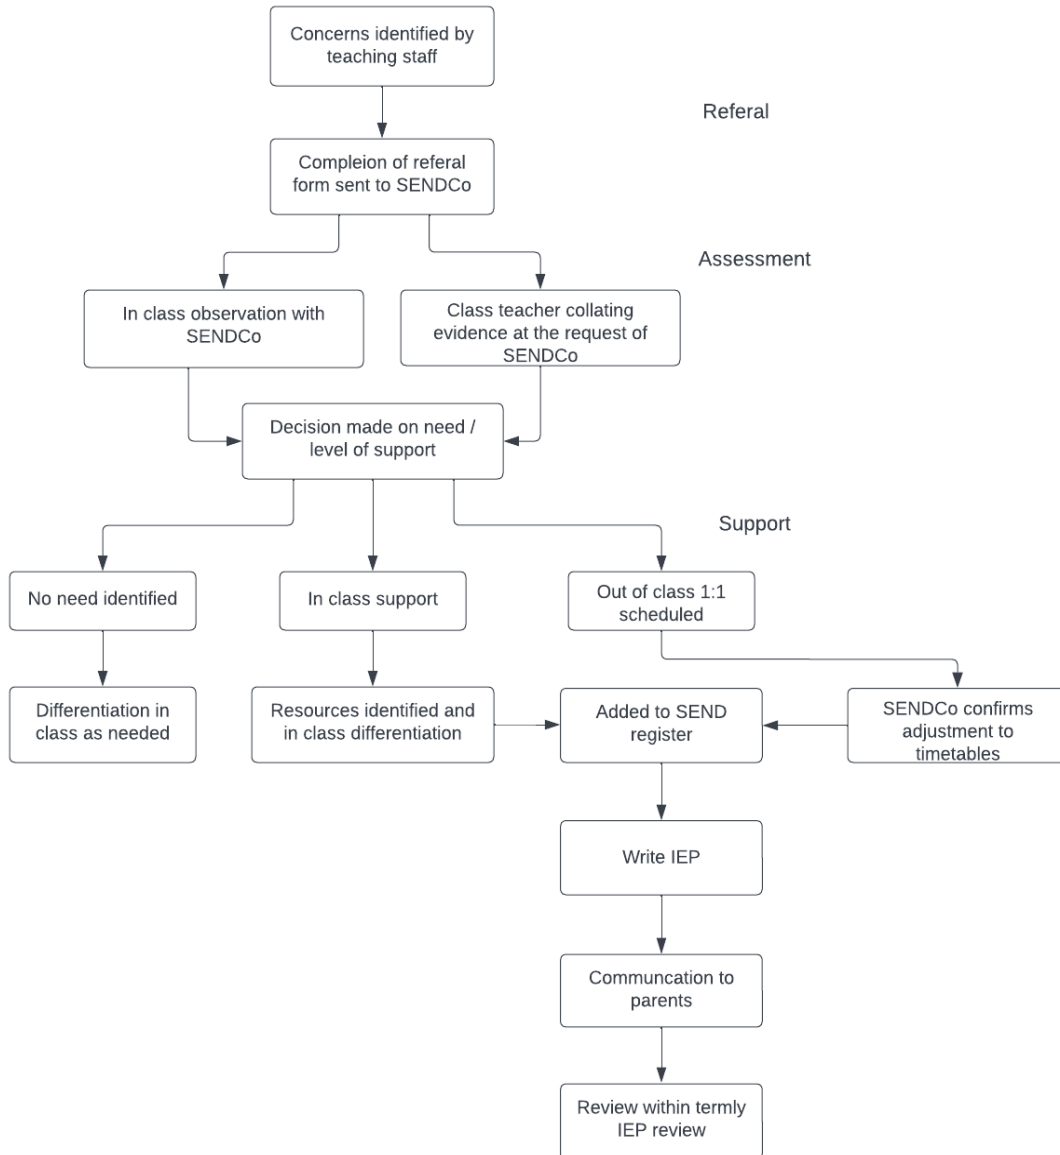 Concerns identified by
teaching staff
Referal
Compleion of referal
form sent to SENDCo
Assessment
In class observation with
SENDCo
Class teacher collating
evidence at the request of
SENDCo
Decision made on need /
level of support
Support
No need identified
In class support
Out of class 1:1
scheduled
Differentiation in
class as needed
Resources identified and
in class differentiation
Added to SEND
register
SENDCo confirms
adjustment to
timetables
Write IEP
Communcation to
parents
Review within termly
IEP review